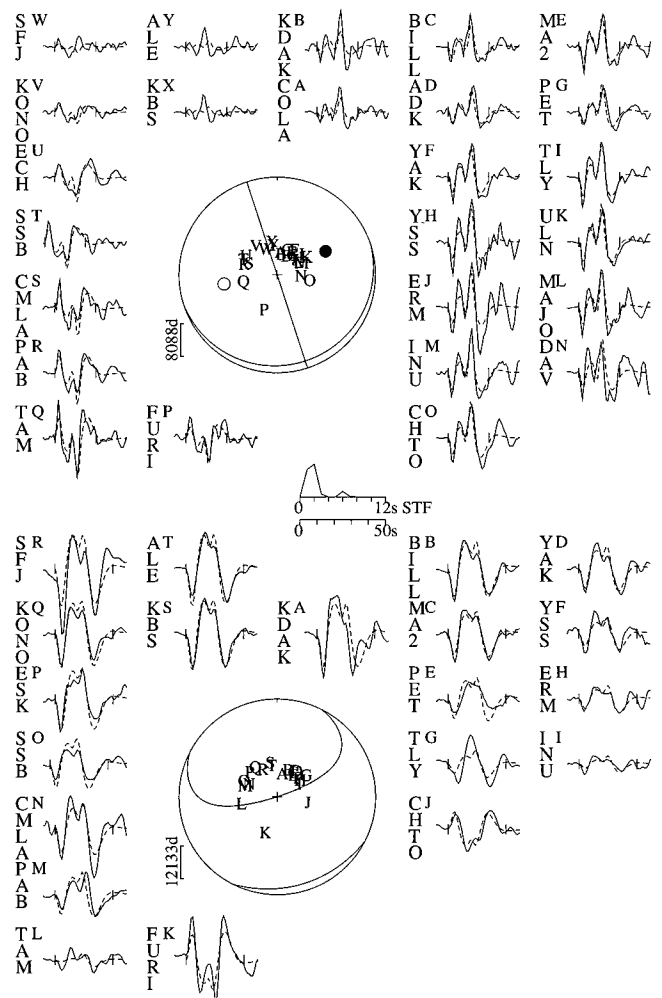 SFJ W
ALE Y
KDAK B
BILL C
MA2 E
KONO V
KBS X
COLA A
ADK D
PET G
ECH U
YAK F
TLY I
SSB T
V W X
YSS H
ULN K
S
K
M
N O
Q
P
CMLA S
ERM J
MAJO L
8088d
PAB R
INU M
DAV N
TAM Q
FURI P
CHTO O
0 12s STF
0 50s
SFJ R
ALE T
BILL B
YAK D
KONO Q
KBS S
KDAK A
MA2 C
YSS F
ESK P
PET E
ERM H
SSB O
P Q R S T
A
G
M
L
J
K
TLY G
INU I
CMLA N
CHTO J
12133d
PAB M
TAM L
FURI K